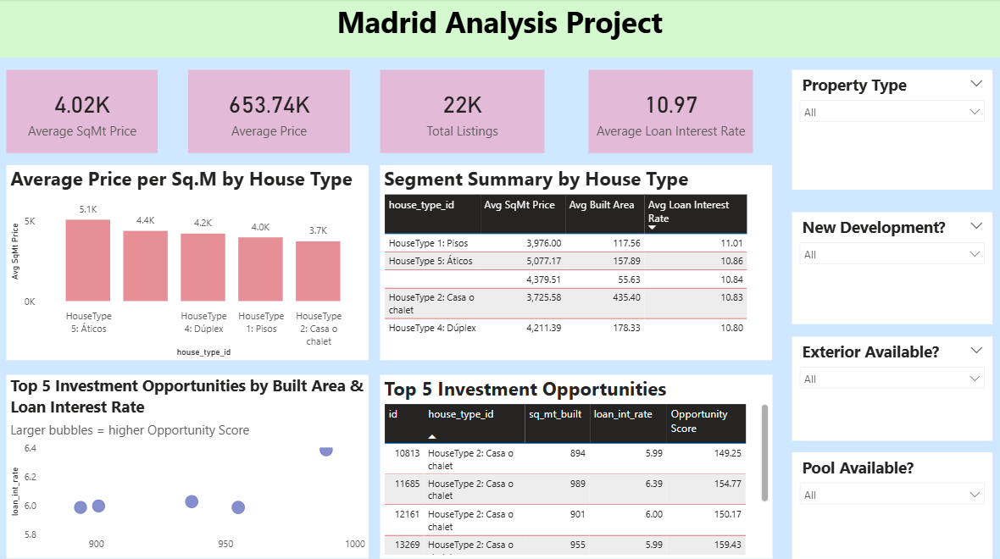 Madrid Analysis Project
4.02K
Average SqMt Price
653.74K
Average Price
22K
Total Listings
10.97
Average Loan Interest Rate
Property Type
All
New Development?
All
Exterior Available?
All
Pool Available?
All
Average Price per Sq.M by House Type
Avg SqMt Price
5K
0K
5.1K
4.4K
4.2K
4.0K
3.7K
HouseType
5: Áticos
HouseType
4: Dúplex
HouseType
1: Pisos
HouseType
2: Casa o
chalet
house_type_id
Segment Summary by House Type
house_type_id Avg SqMt Price Avg Built Area Avg Loan Interest
Rate
HouseType 1: Pisos 3,976.00 117.56 11.01
HouseType 5: Áticos 5,077.17 157.89 10.86
4,379.51 55.63 10.84
HouseType 2: Casa o 3,725.58 435.40 10.83
chalet
HouseType 4: Dúplex 4,211.39 178.33 10.80
Top 5 Investment Opportunities by Built Area &
Loan Interest Rate
Larger bubbles = higher Opportunity Score
loan_int_rate
6.4
6.2
6.0
5.8
900 950 1000
Top 5 Investment Opportunities
id house_type_id sq_mt_built loan_int_rate Opportunity
Score
10813 HouseType 2: Casa o 894 5.99 149.25
chalet
11685 HouseType 2: Casa o 989 6.39 154.77
chalet
12161 HouseType 2: Casa o 901 6.00 150.17
chalet
13269 HouseType 2: Casa o 955 5.99 159.43